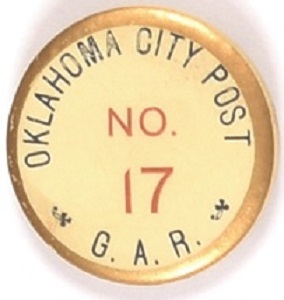 OKLAHOMA CITY POST
NO.
17
G. A. R.